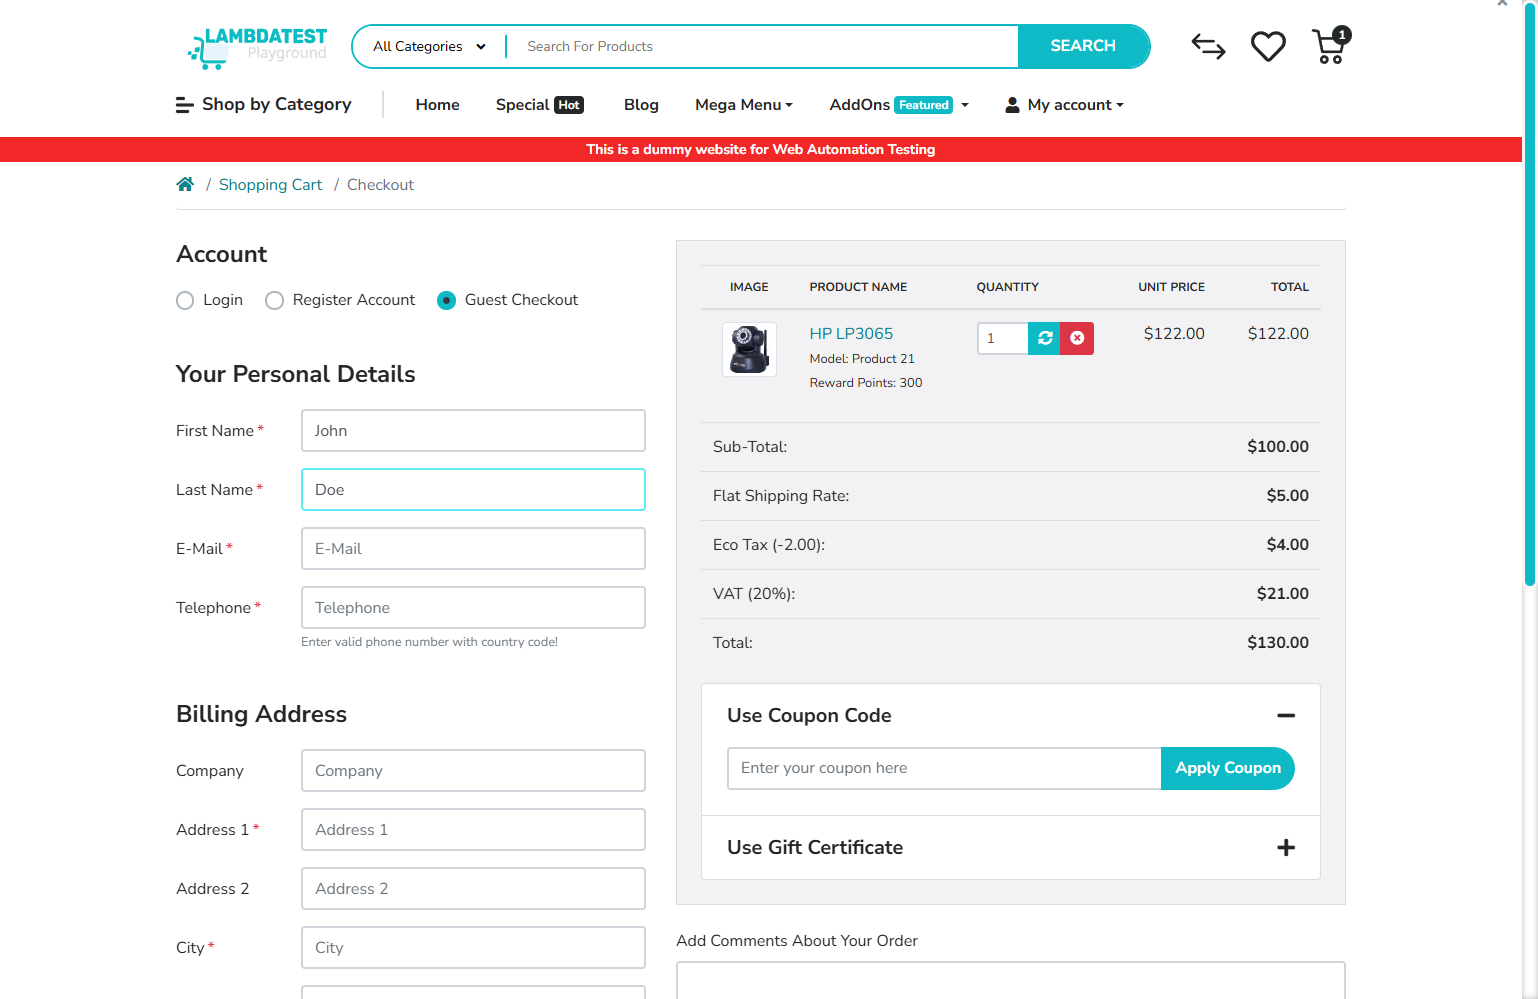 LAMBDATEST
Playground
All Categories
Search For Products
SEARCH
1
Shop by Category
Home
Special Hot
Blog
Mega Menu
AddOns Featured
My account
This is a dummy website for Web Automation Testing
/ Shopping Cart / Checkout
Account
Login
Register Account
Guest Checkout
Your Personal Details
First Name *
John
Last Name *
Doe
E-Mail *
E-Mail
Telephone *
Telephone
Enter valid phone number with country code!
Billing Address
Company
Company
Address 1 *
Address 1
Address 2
Address 2
City *
City
IMAGE PRODUCT NAME QUANTITY UNIT PRICE TOTAL
HP LP3065 1 $122.00 $122.00
Model: Product 21
Reward Points: 300
Sub-Total: $100.00
Flat Shipping Rate: $5.00
Eco Tax (-2.00): $4.00
VAT (20%): $21.00
Total: $130.00
Use Coupon Code
Enter your coupon here
Apply Coupon
Use Gift Certificate
Add Comments About Your Order